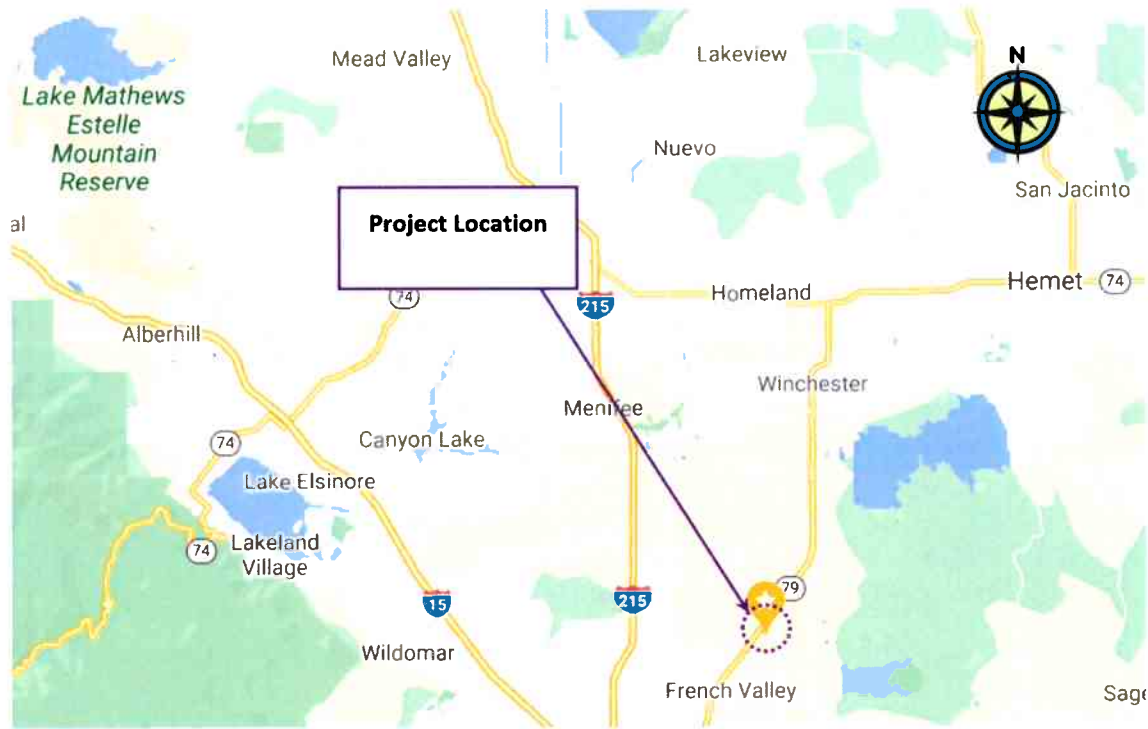 Mead Valley
Lakeview
N
Lake Mathews
Estelle
Mountain
Reserve
Nuevo
San Jacinto
al
Project Location
74
215
Homeland
Hemet
74
Alberhill
Winchester
Menifee
74
Canyon Lake
Lake Elsinore
74
Lakeland
Village
15
215
79
Wildomar
French Valley
Sage